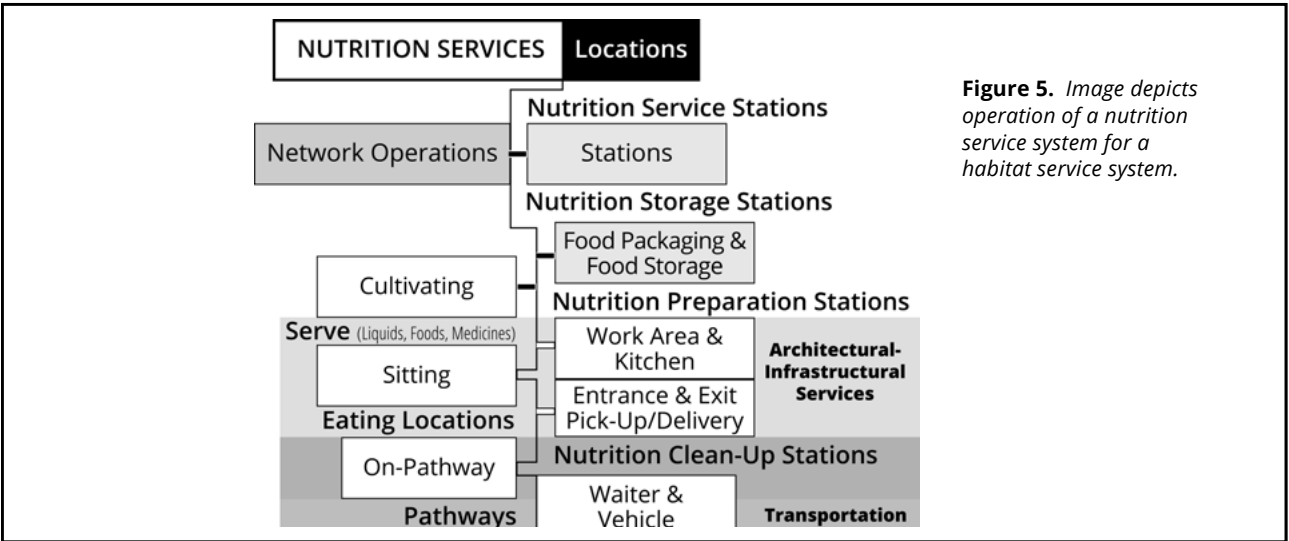 NUTRITION SERVICES Locations
Nutrition Service Stations
Network Operations
Stations
Nutrition Storage Stations
Food Packaging &
Food Storage
Cultivating
Nutrition Preparation Stations
Serve (Liquids, Foods, Medicines)
Work Area &
Kitchen
Sitting
Architectural-
Infrastructural
Services
Entrance & Exit
Pick-Up/Delivery
Eating Locations
Nutrition Clean-Up Stations
On-Pathway
Waiter &
Vehicle
Pathways
Transportation
Figure 5. Image depicts
operation of a nutrition
service system for a
habitat service system.